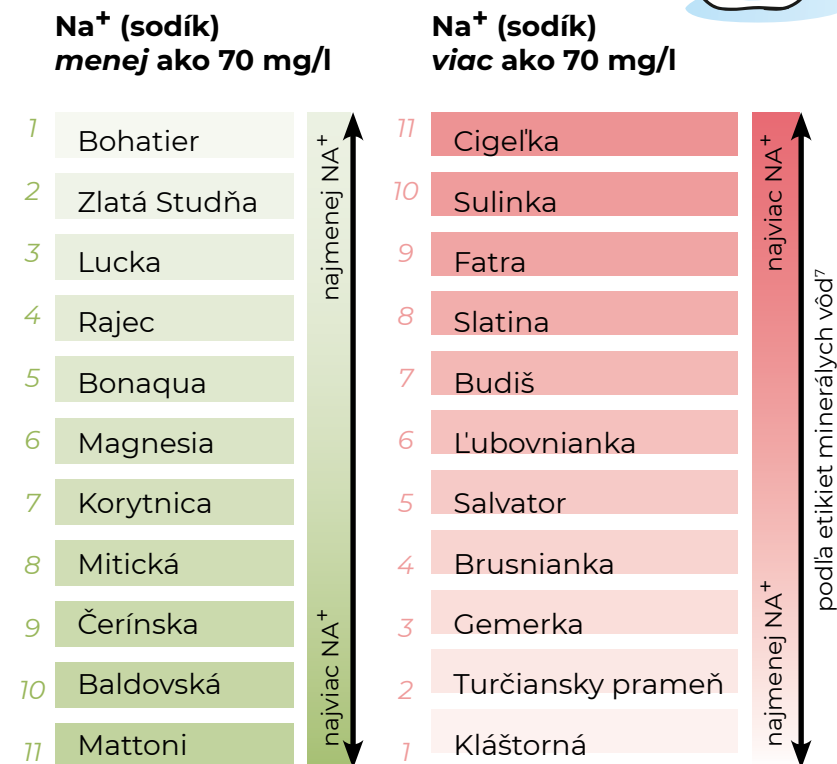 Na⁺ (sodík)
menej ako 70 mg/l
1 Bohatier
2 Zlatá Studňa
3 Lucka
4 Rajec
5 Bonaqua
6 Magnesia
7 Korytnica
8 Mitická
9 Čerínska
10 Baldovská
11 Mattoni
najmenej NA⁺
najviac NA⁺
Na⁺ (sodík)
viac ako 70 mg/l
11 Cigeľka
10 Sulinka
9 Fatra
8 Slatina
7 Budiš
6 Ľubovnianka
5 Salvator
4 Brusnianka
3 Gemerka
2 Turčiansky prameň
1 Kláštorná
najviac NA⁺
najmenej NA⁺
podľa etikiet minerálych vôd⁷